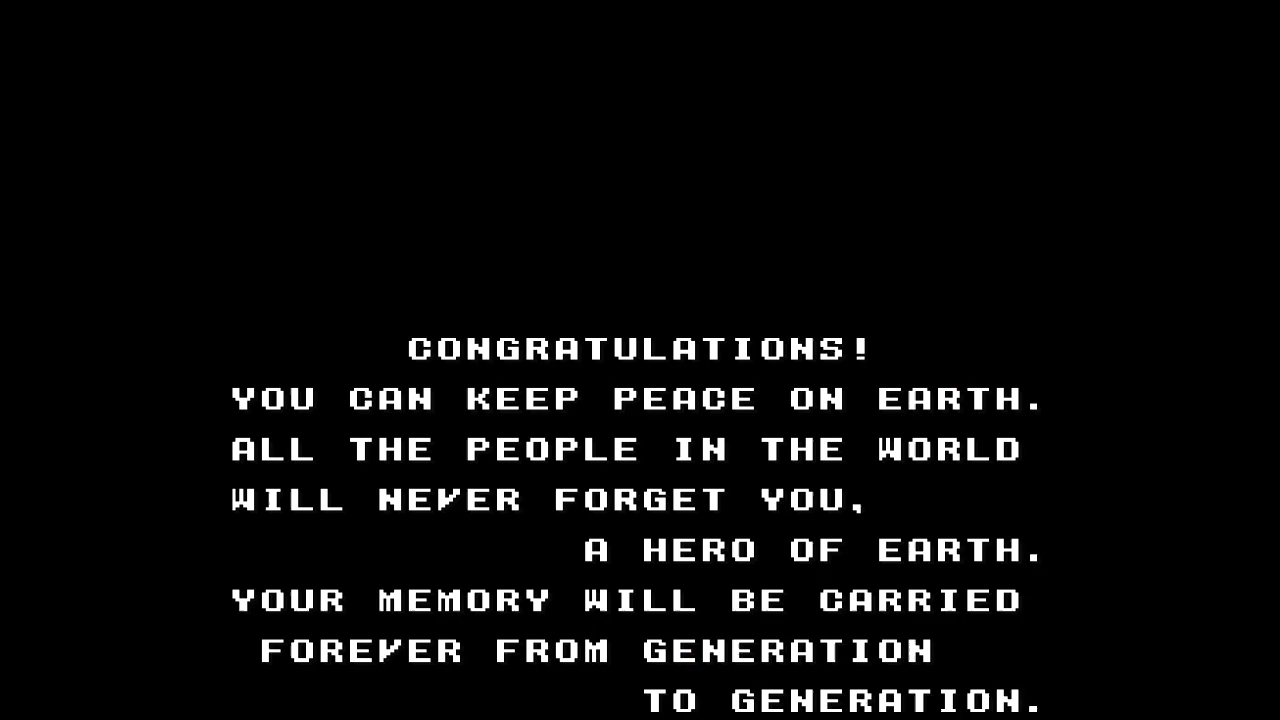 CONGRATULATIONS!
YOU CAN KEEP PEACE ON EARTH.
ALL THE PEOPLE IN THE WORLD
WILL NEVER FORGET YOU,
A HERO OF EARTH.
YOUR MEMORY WILL BE CARRIED
FOREVER FROM GENERATION
TO GENERATION.